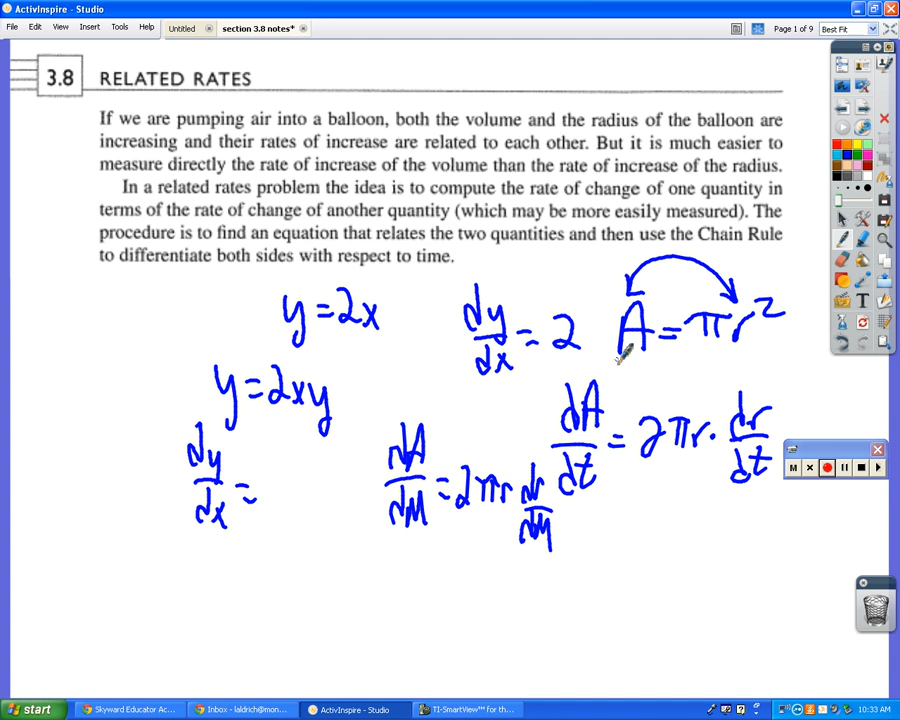 ActivInspire - Studio
File Edit View Insert Tools Help
Untitled
section 3.8 notes*
Page 1 of 9
Best Fit
3.8 RELATED RATES
If we are pumping air into a balloon, both the volume and the radius of the balloon are
increasing and their rates of increase are related to each other. But it is much easier to
measure directly the rate of increase of the volume than the rate of increase of the radius.
In a related rates problem the idea is to compute the rate of change of one quantity in
terms of the rate of change of another quantity (which may be more easily measured). The
procedure is to find an equation that relates the two quantities and then use the Chain Rule
to differentiate both sides with respect to time.
y = 2x
dy/dx = 2
A = πr²
y = 2xy
dA/dt = 2πr · dr/dt
dy/dx =
dA/dM = 2πr dr/dM
M
start
Skyward Educator Ac...
Inbox - laldrich@mon...
ActivInspire - Studio
TI-SmartView™ for th...
10:33 AM